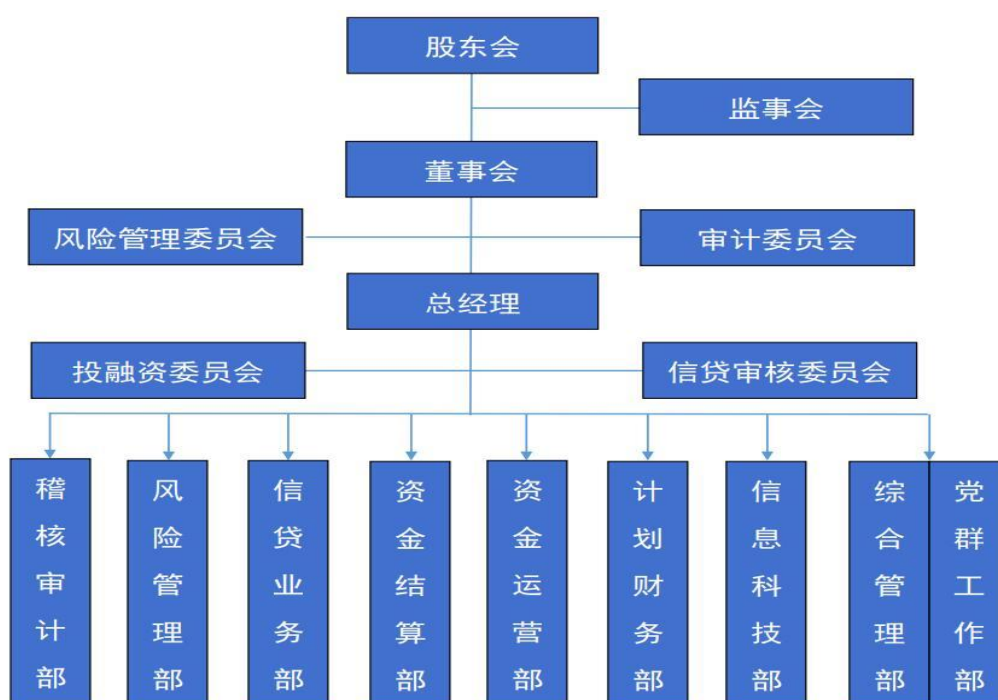 股东会
监事会
董事会
风险管理委员会
审计委员会
总经理
投融资委员会
信贷审核委员会
稽核审计部
风险管理部
信贷业务部
资金结算部
资金运营部
计划财务部
信息科技部
综合管理部
党群工作部